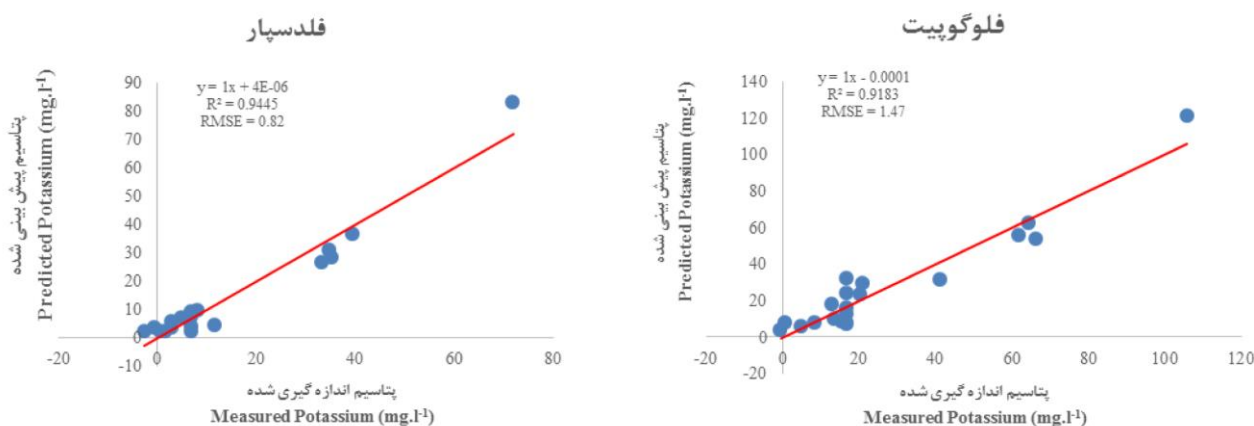 فلدسپار
y = 1x + 4E-06
R² = 0.9445
RMSE = 0.82
پتاسیم پیش بینی شده
Predicted Potassium (mg.l⁻¹)
90
80
70
60
50
40
30
20
10
0
-10
-20
0
20
40
60
80
پتاسیم اندازه گیری شده
Measured Potassium (mg.l⁻¹)
فلوگوپیت
y = 1x - 0.0001
R² = 0.9183
RMSE = 1.47
پتاسیم پیش بینی شده
Predicted Potassium (mg.l⁻¹)
140
120
100
80
60
40
20
0
-20
-20
0
20
40
60
80
100
120
پتاسیم اندازه گیری شده
Measured Potassium (mg.l⁻¹)